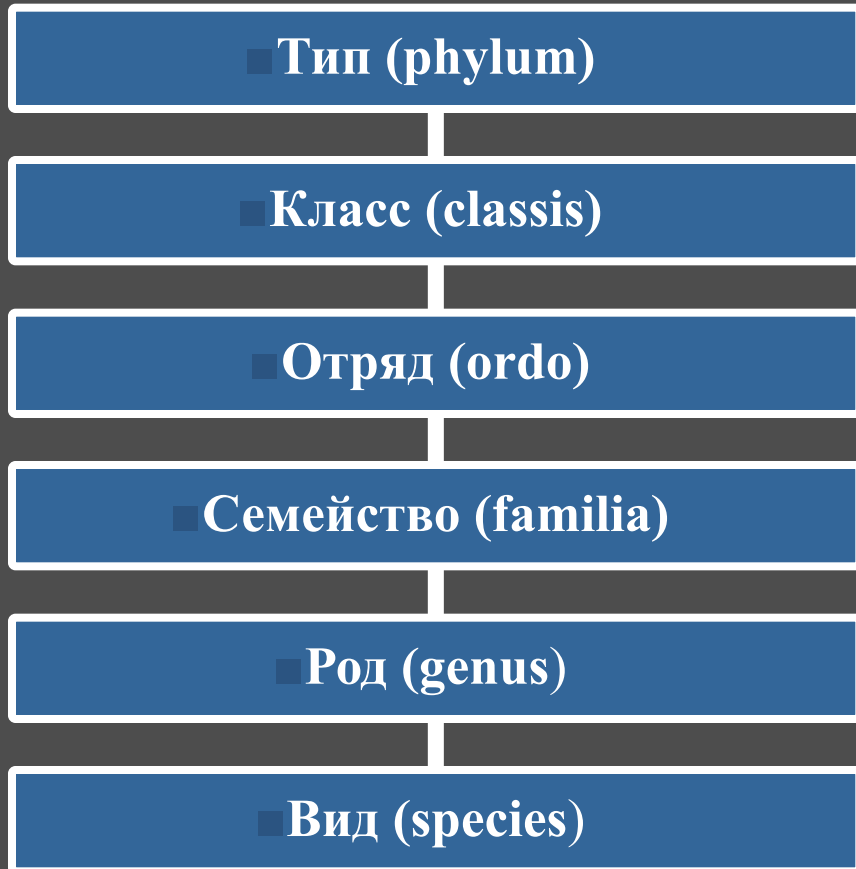 Тип (phylum)
Класс (classis)
Отряд (ordo)
Семейство (familia)
Род (genus)
Вид (species)